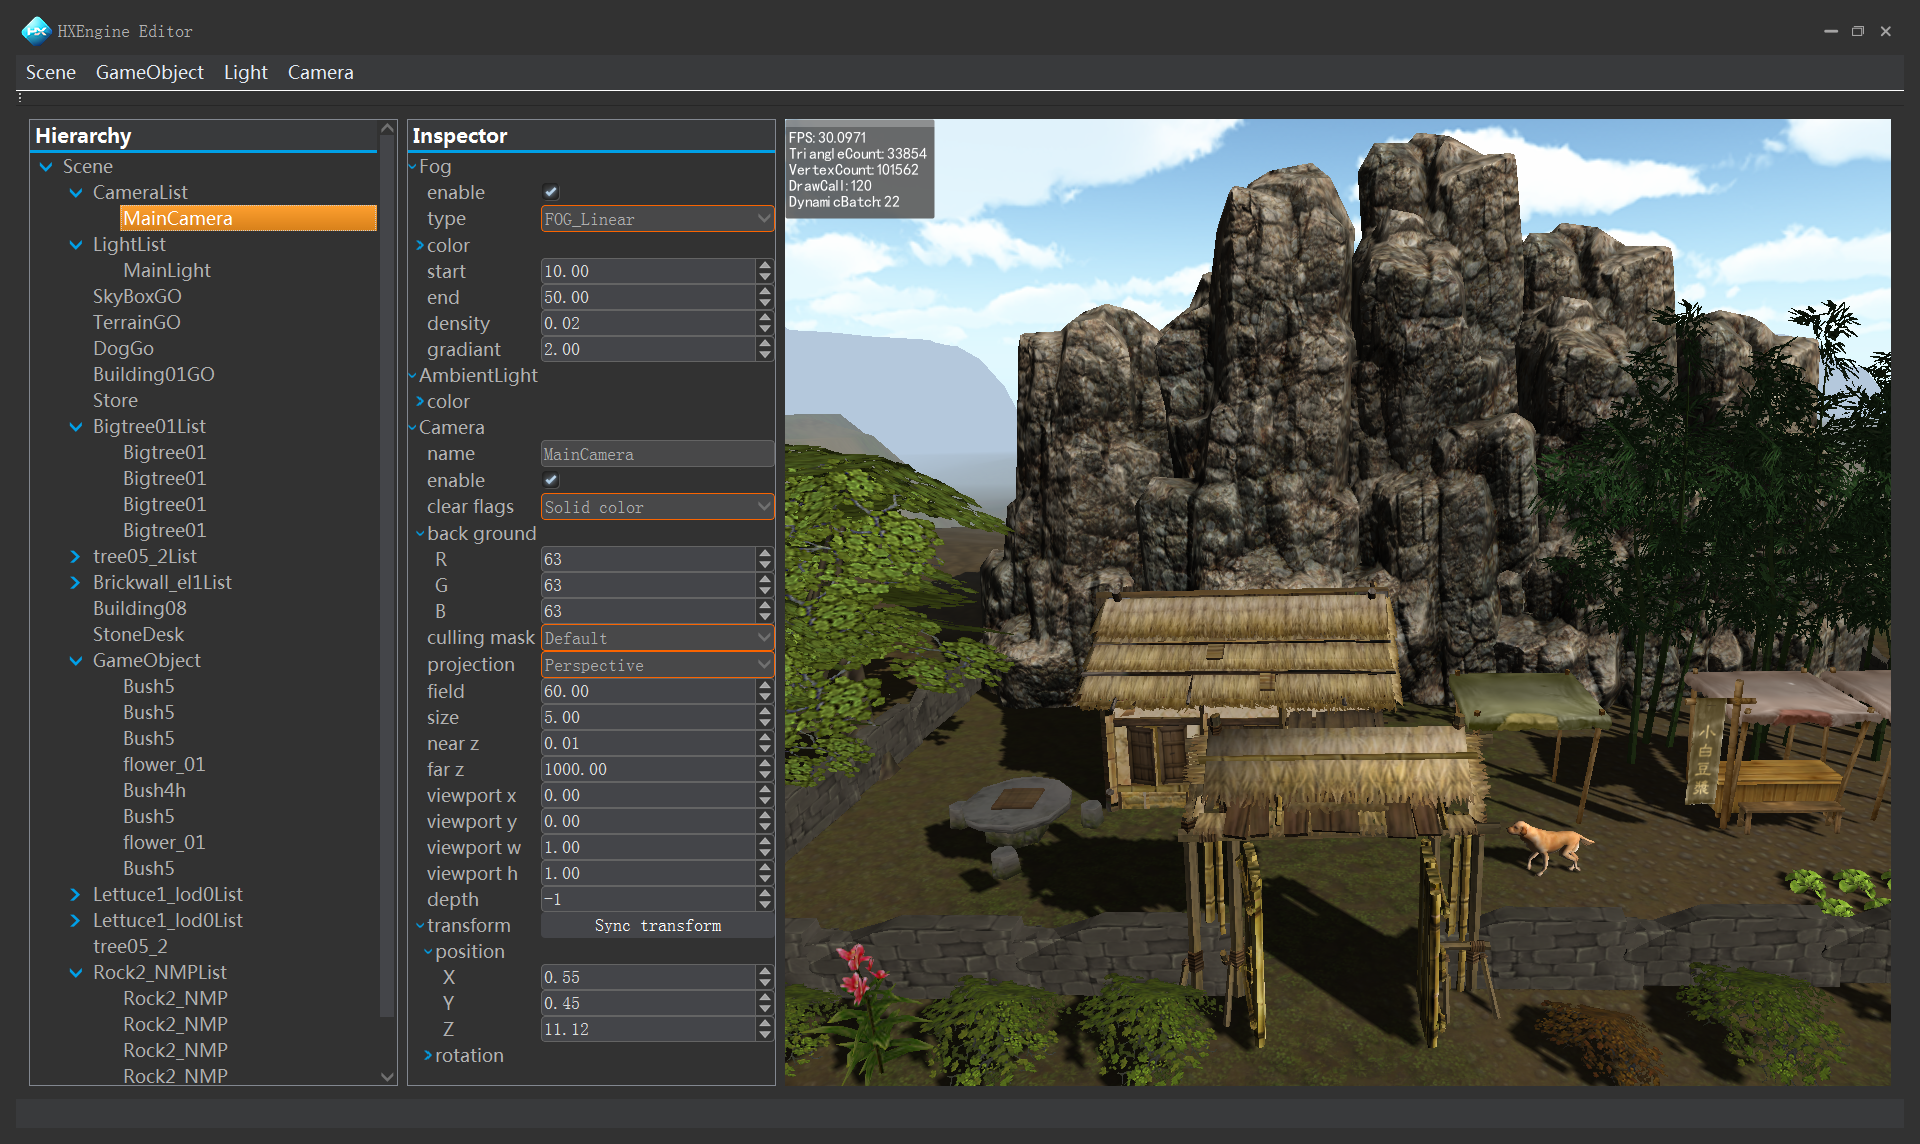 HXEngine Editor
Scene GameObject Light Camera
Hierarchy
Scene
CameraList
MainCamera
LightList
MainLight
SkyBoxGO
TerrainGO
DogGo
Building01GO
Store
Bigtree01List
Bigtree01
Bigtree01
Bigtree01
Bigtree01
tree05_2List
Brickwall_el1List
Building08
StoneDesk
GameObject
Bush5
Bush5
Bush5
flower_01
Bush4h
Bush5
flower_01
Bush5
Lettuce1_lod0List
Lettuce1_lod0List
tree05_2
Rock2_NMPList
Rock2_NMP
Rock2_NMP
Rock2_NMP
Rock2_NMP
Inspector
Fog
enable
type FOG_Linear
color
start 10.00
end 50.00
density 0.02
gradiant 2.00
AmbientLight
color
Camera
name MainCamera
enable
clear flags Solid color
back ground
R 63
G 63
B 63
culling mask Default
projection Perspective
field 60.00
size 5.00
near z 0.01
far z 1000.00
viewport x 0.00
viewport y 0.00
viewport w 1.00
viewport h 1.00
depth -1
transform Sync transform
position
X 0.55
Y 0.45
Z 11.12
rotation
FPS: 30.0971
TriangleCount: 33854
VertexCount: 101562
DrawCall: 120
DynamicBatch: 22
小白豆浆